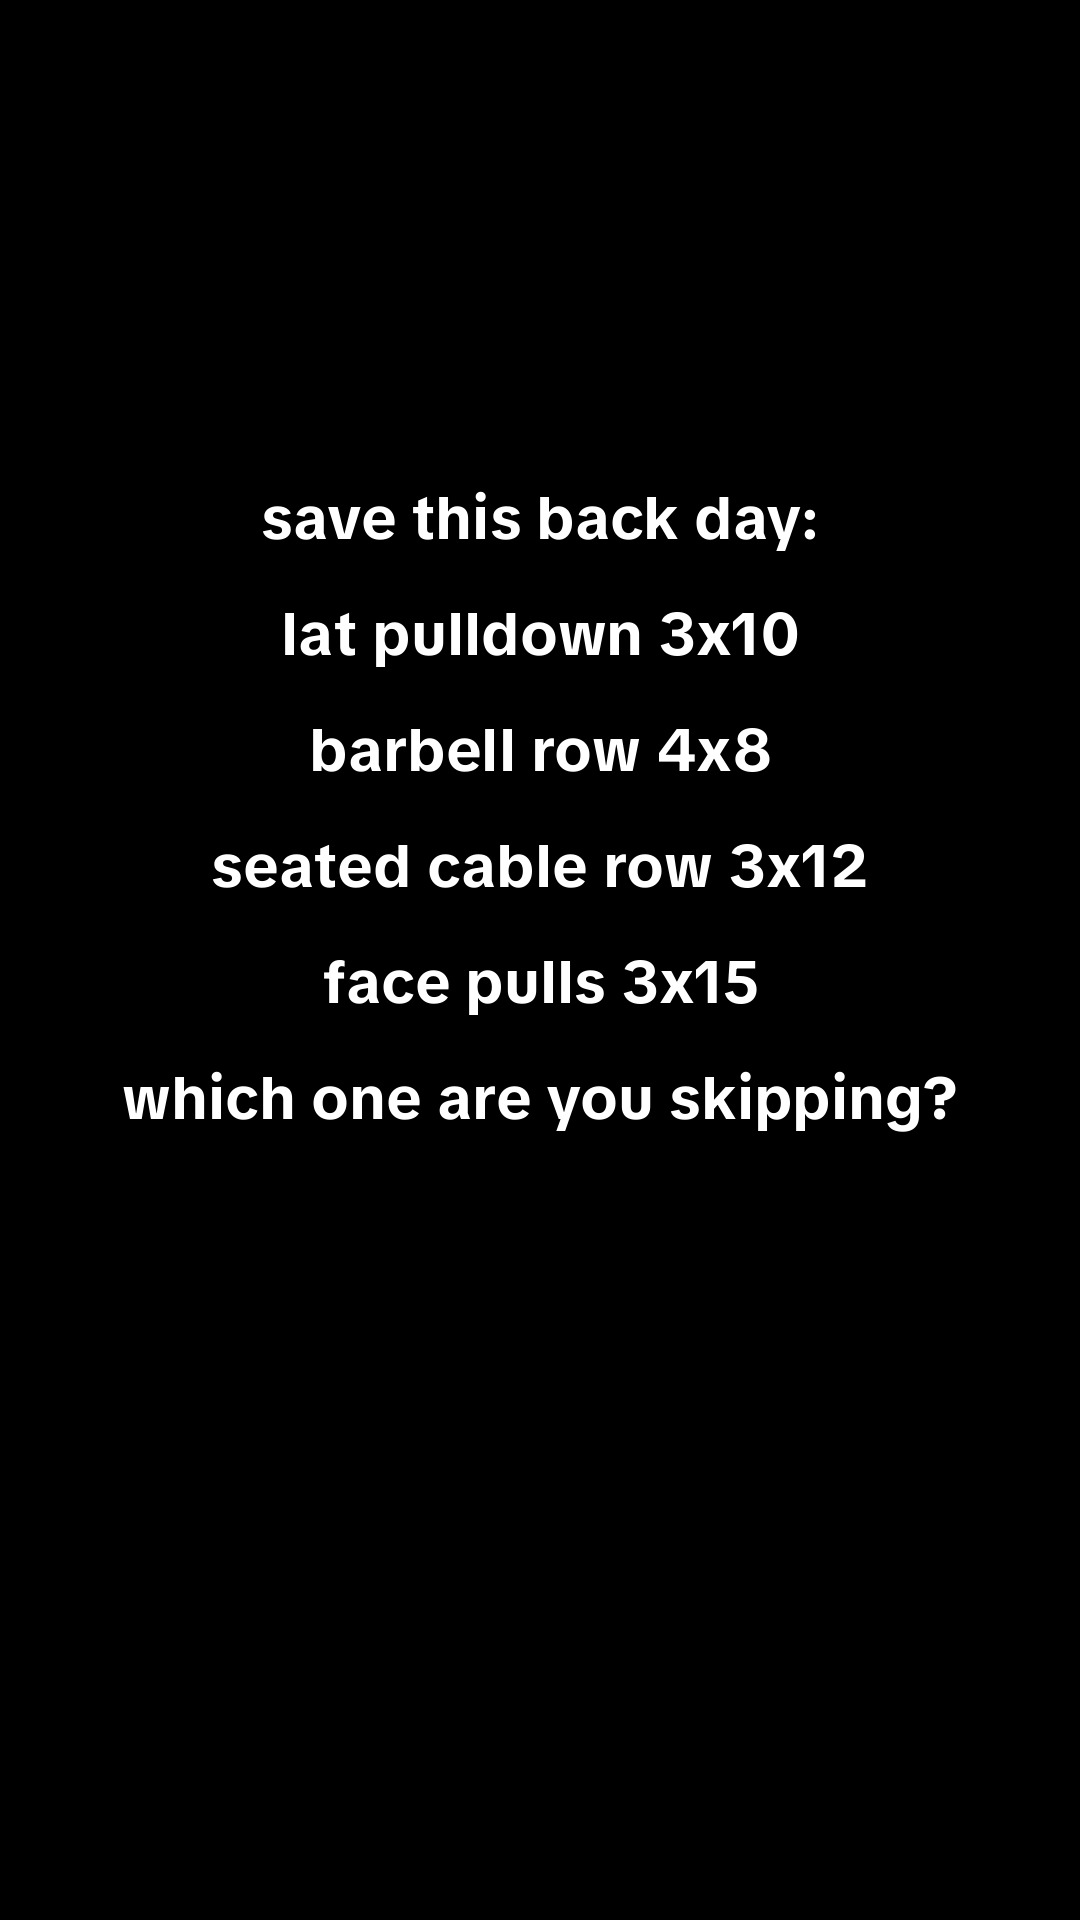 save this back day:
lat pulldown 3x10
barbell row 4x8
seated cable row 3x12
face pulls 3x15
which one are you skipping?